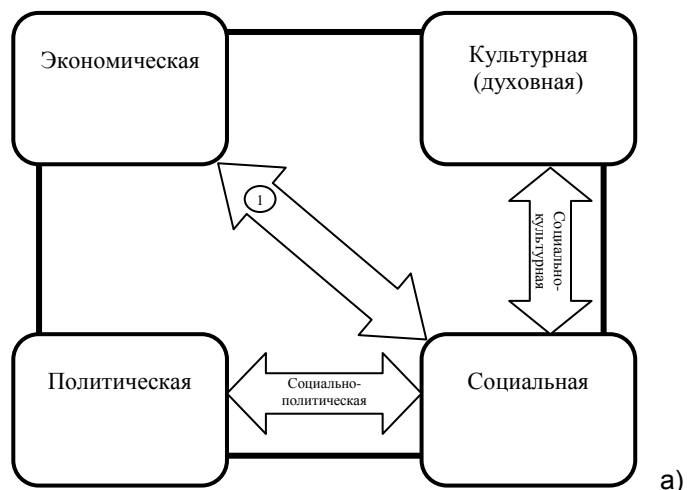 Экономическая
Культурная
(духовная)
1
Социально-
культурная
Политическая
Социально-
политическая
Социальная
а)